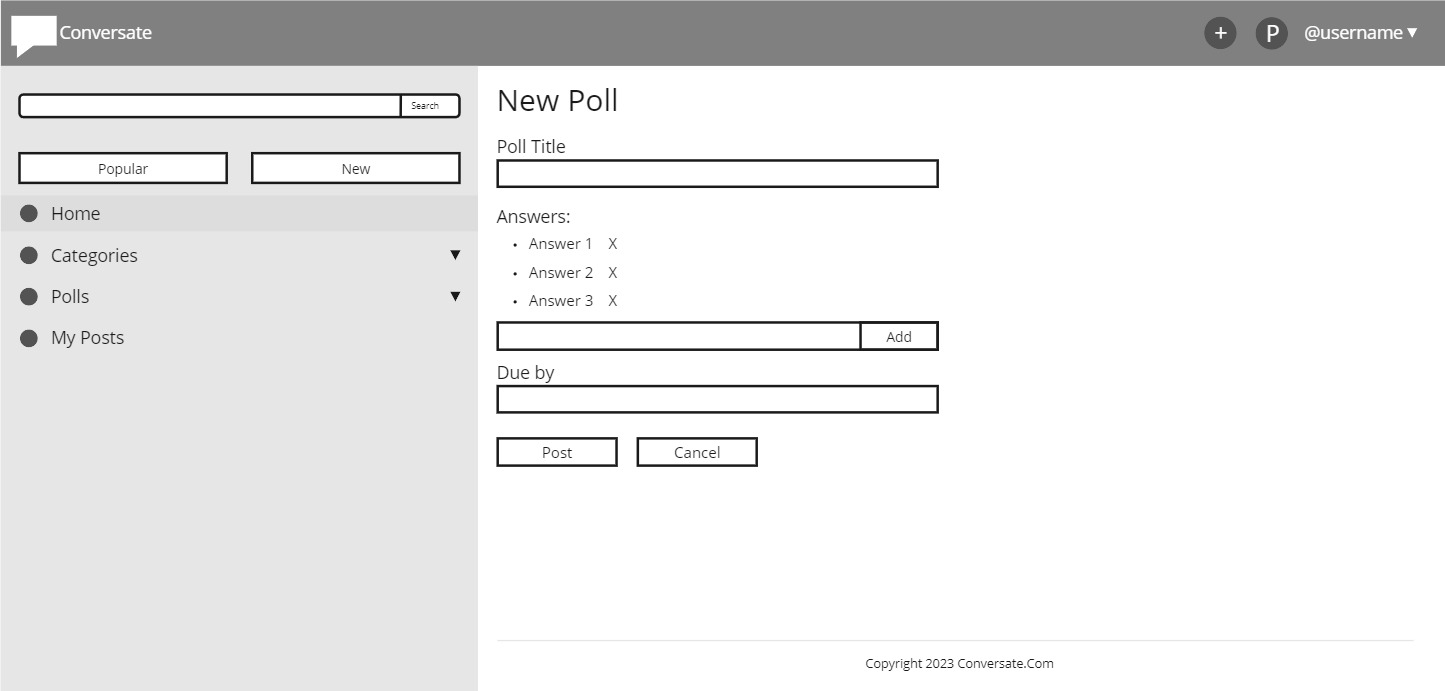 Conversate
+
P
@username ▼
Search
Popular
New
Home
Categories ▼
Polls ▼
My Posts
New Poll
Poll Title
Answers:
• Answer 1 X
• Answer 2 X
• Answer 3 X
Add
Due by
Post
Cancel
Copyright 2023 Conversate.Com